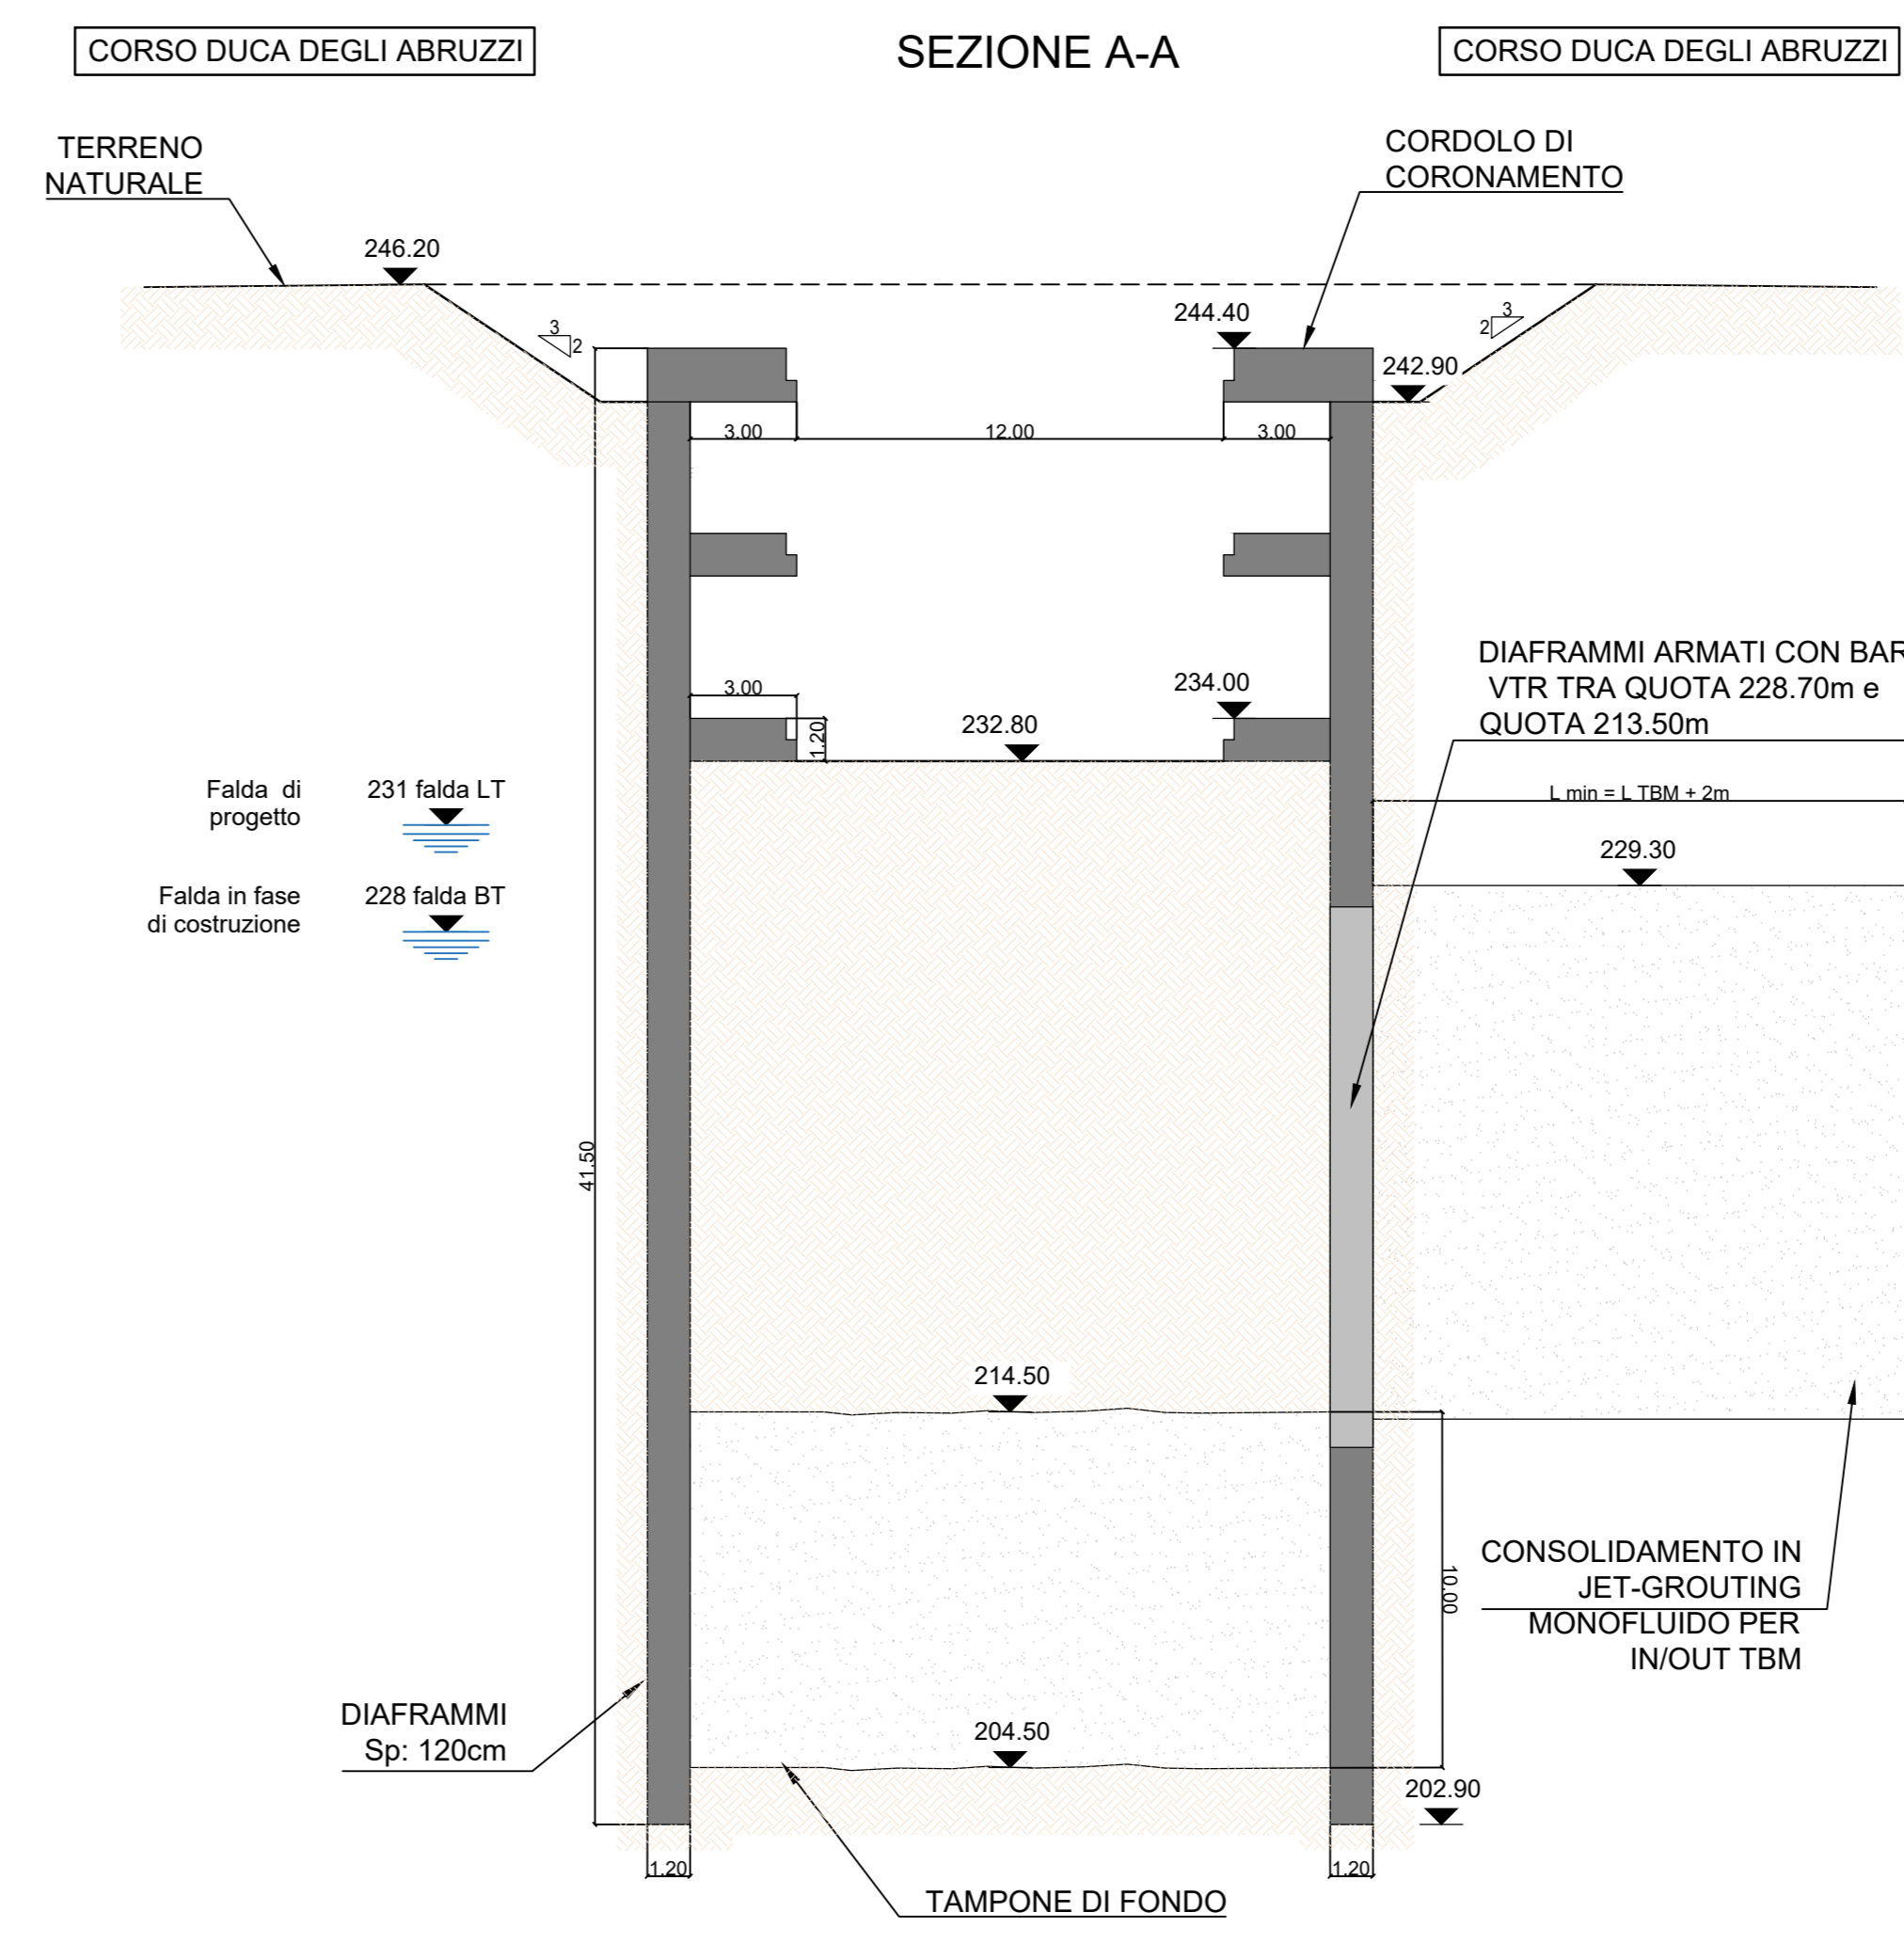 CORSO DUCA DEGLI ABRUZZI
SEZIONE A-A
CORSO DUCA DEGLI ABRUZZI
TERRENO
NATURALE
CORDOLO DI
CORONAMENTO
246.20
244.40
3
2
3
2
242.90
3.00
12.00
3.00
DIAFRAMMI ARMATI CON BAR
VTR TRA QUOTA 228.70m e
QUOTA 213.50m
3.00
234.00
232.80
1.20
Falda di
progetto
231 falda LT
L min = L TBM + 2m
229.30
Falda in fase
di costruzione
228 falda BT
41.50
214.50
10.00
CONSOLIDAMENTO IN
JET-GROUTING
MONOFLUIDO PER
IN/OUT TBM
DIAFRAMMI
Sp: 120cm
204.50
202.90
1.20
1.20
TAMPONE DI FONDO